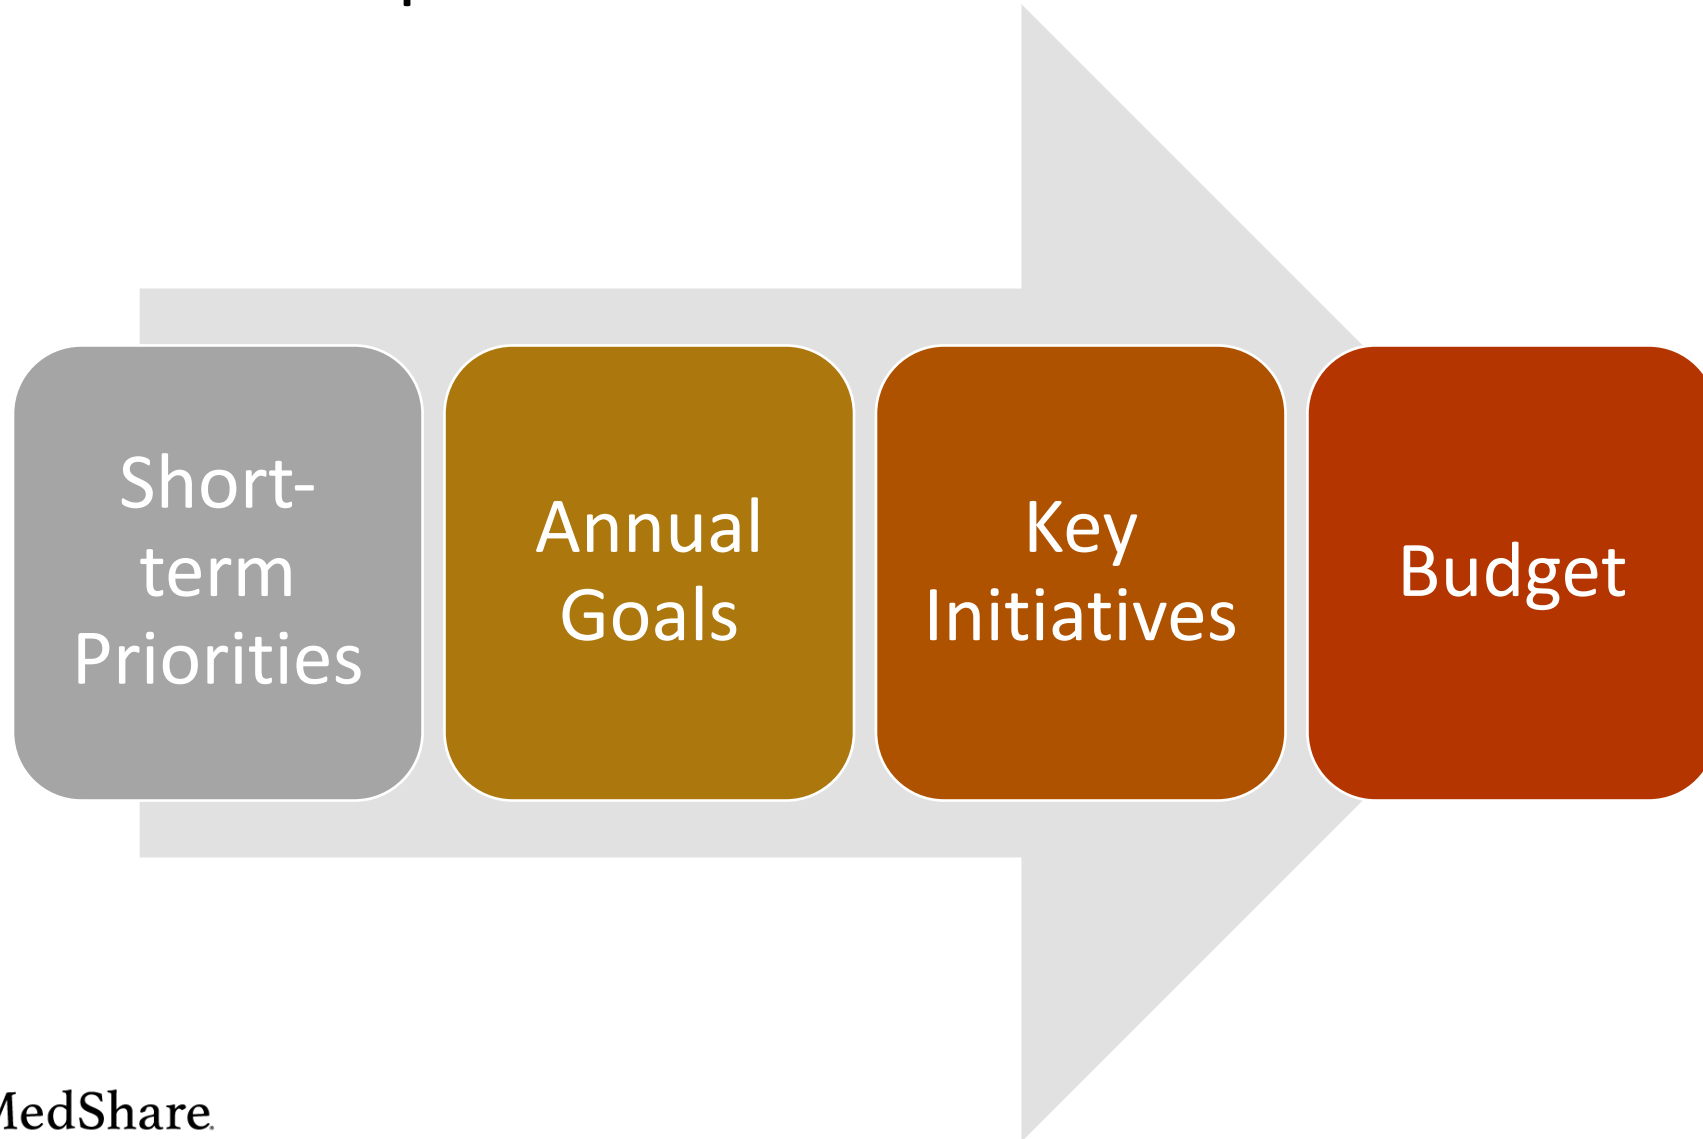 Short-
term
Priorities
Annual
Goals
Key
Initiatives
Budget
MedShare